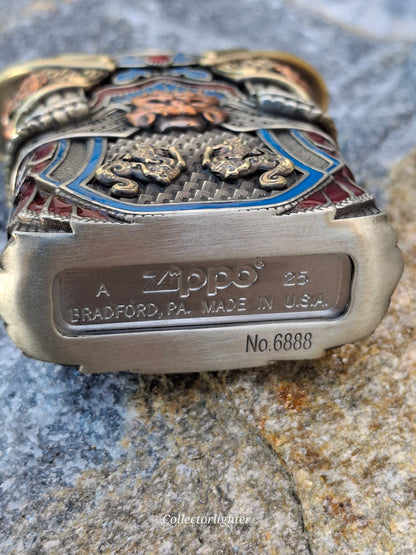 A Zippo® 25
BRADFORD, PA. MADE IN U.S.A.
No.6888
Collectorlighter